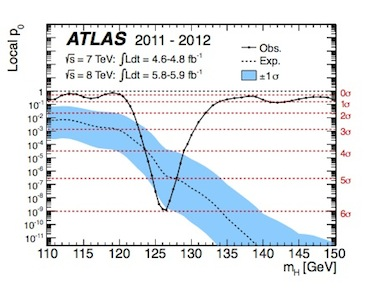 Local p₀
ATLAS 2011 - 2012
√s = 7 TeV: ∫Ldt = 4.6-4.8 fb⁻¹
√s = 8 TeV: ∫Ldt = 5.8-5.9 fb⁻¹
Obs.
Exp.
±1σ
1
10⁻¹
10⁻²
10⁻³
10⁻⁴
10⁻⁵
10⁻⁶
10⁻⁷
10⁻⁸
10⁻⁹
10⁻¹⁰
10⁻¹¹
0σ
1σ
2σ
3σ
4σ
5σ
6σ
110 115 120 125 130 135 140 145 150
m_H [GeV]